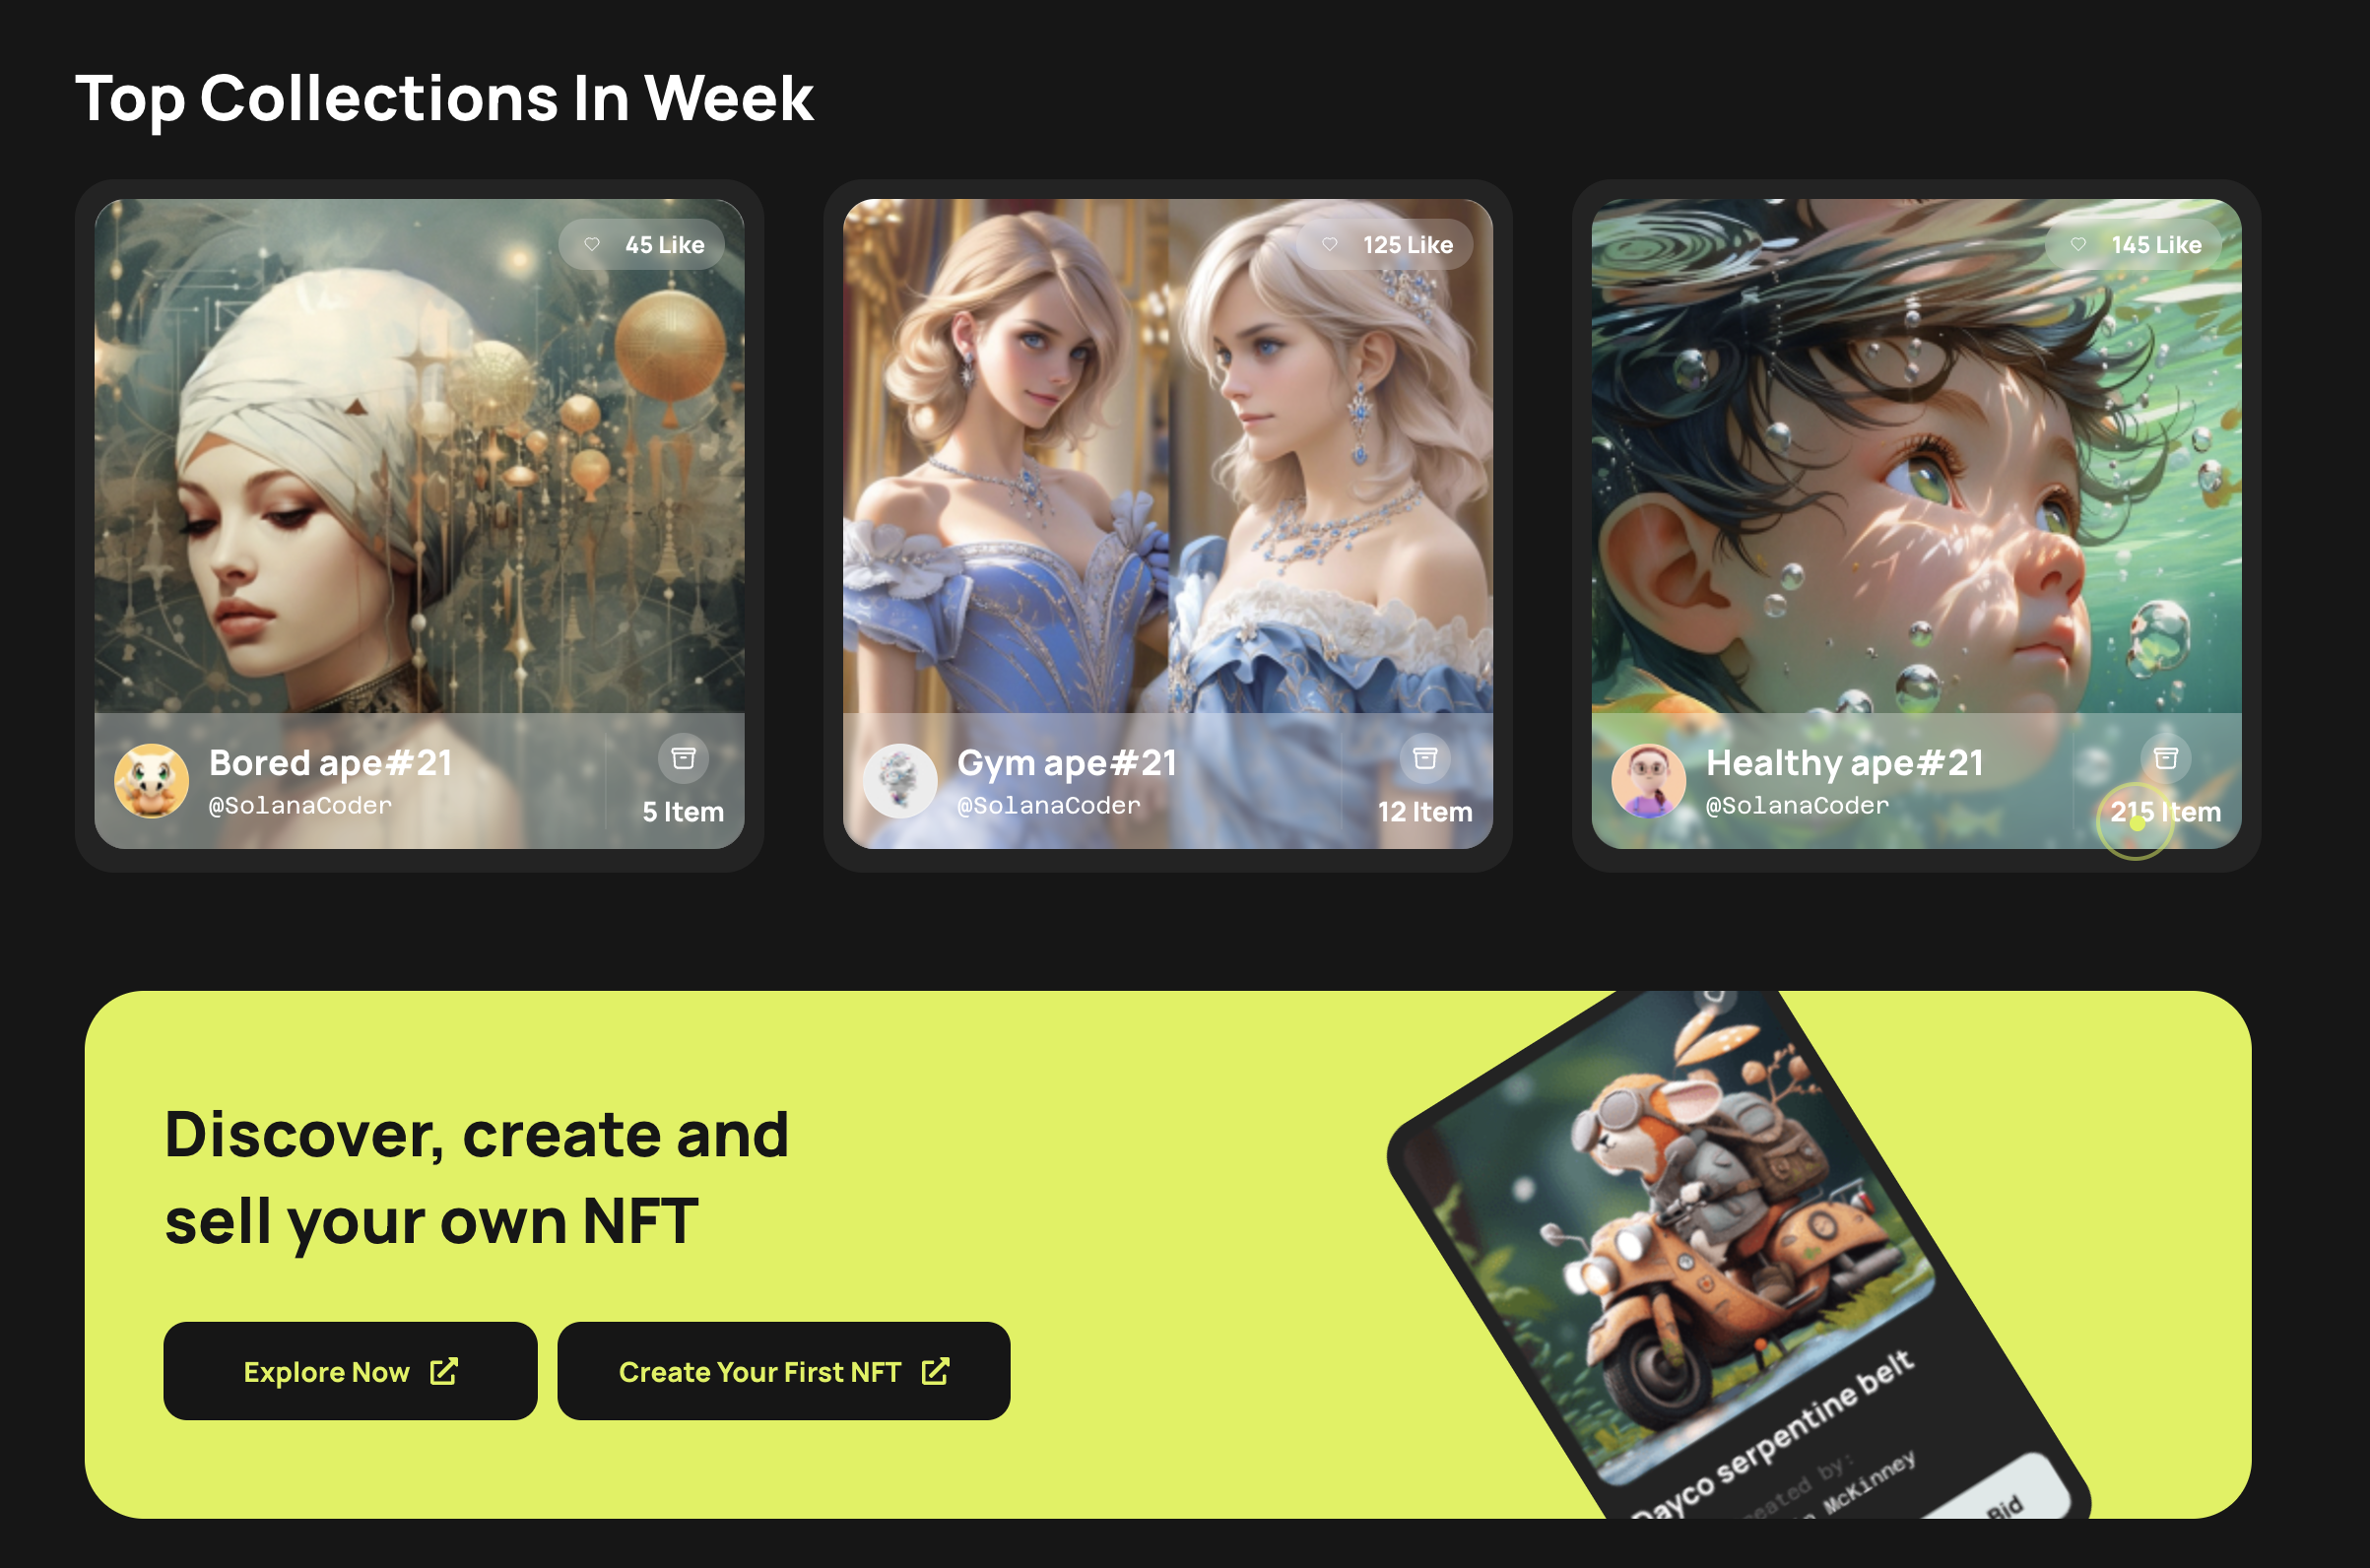 Top Collections In Week
45 Like
Bored ape#21
@SolanaCoder
5 Item
125 Like
Gym ape#21
@SolanaCoder
12 Item
145 Like
Healthy ape#21
@SolanaCoder
215 Item
Discover, create and
sell your own NFT
Explore Now
Create Your First NFT
Dayco serpentine belt
by:
McKinney
Bid